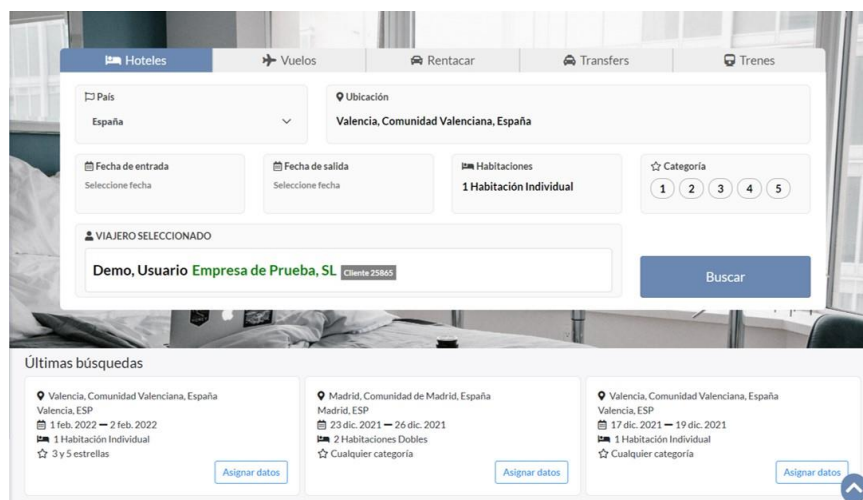 Hoteles
Vuelos
Rentacar
Transfers
Trenes
País
España
Ubicación
Valencia, Comunidad Valenciana, España
Fecha de entrada
Seleccione fecha
Fecha de salida
Seleccione fecha
Habitaciones
1 Habitación Individual
Categoría
1 2 3 4 5
VIAJERO SELECCIONADO
Demo, Usuario Empresa de Prueba, SL Cliente 25865
Buscar
Últimas búsquedas
Valencia, Comunidad Valenciana, España
Valencia, ESP
1 feb. 2022 – 2 feb. 2022
1 Habitación Individual
3 y 5 estrellas
Asignar datos
Madrid, Comunidad de Madrid, España
Madrid, ESP
23 dic. 2021 – 26 dic. 2021
2 Habitaciones Dobles
Cualquier categoría
Asignar datos
Valencia, Comunidad Valenciana, España
Valencia, ESP
17 dic. 2021 – 19 dic. 2021
1 Habitación Individual
Cualquier categoría
Asignar datos